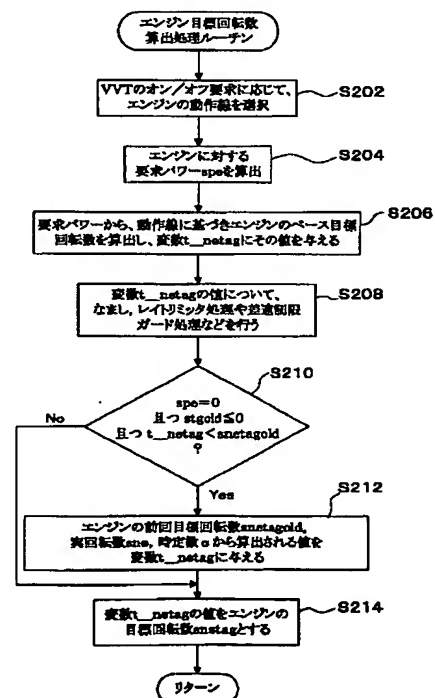 エンジン目標回転数
算出処理ルーチン
VVTのオン／オフ要求に応じて、
エンジンの動作線を選択
S202
エンジンに対する
要求パワーspeを算出
S204
要求パワーから、動作線に基づきエンジンのベース目標
回転数を算出し、変数t__netagにその値を与える
S206
変数t__netagの値について、
なまし，レイトリミッタ処理や差速制限
ガード処理などを行う
S208
S210
spe=0
且つ stgold≦0
且つ t__netag<snetagold
?
No
Yes
S212
エンジンの前回目標回転数snetagold,
実回転数sne，時定数αから算出される値を
変数t__netagに与える
変数t__netagの値をエンジンの
目標回転数snetagとする
S214
リターン